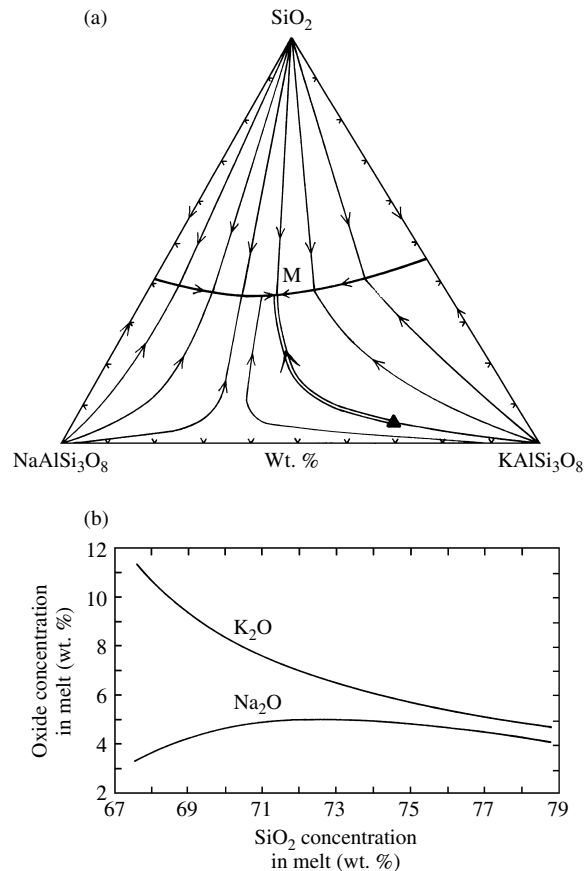 (a)
SiO₂
M
NaAlSi₃O₈
Wt. %
KAlSi₃O₈
(b)
Oxide concentration
in melt (wt. %)
12
10
8
6
4
2
K₂O
Na₂O
67
69
71
73
75
77
79
SiO₂ concentration
in melt (wt. %)